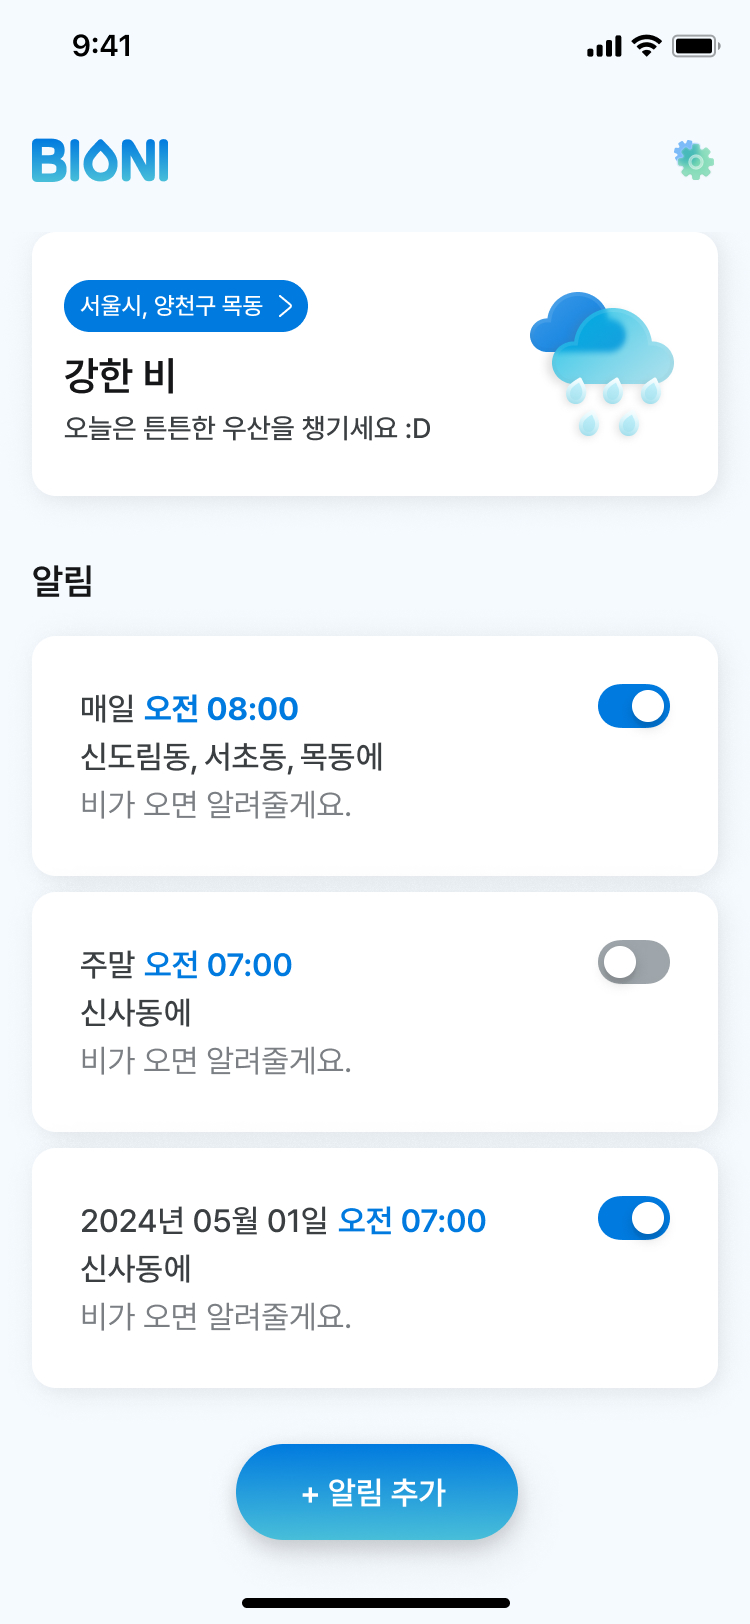 9:41
BIONI
서울시, 양천구 목동
강한 비
오늘은 튼튼한 우산을 챙기세요 :D
알림
매일 오전 08:00
신도림동, 서초동, 목동에
비가 오면 알려줄게요.
주말 오전 07:00
신사동에
비가 오면 알려줄게요.
2024년 05월 01일 오전 07:00
신사동에
비가 오면 알려줄게요.
+ 알림 추가